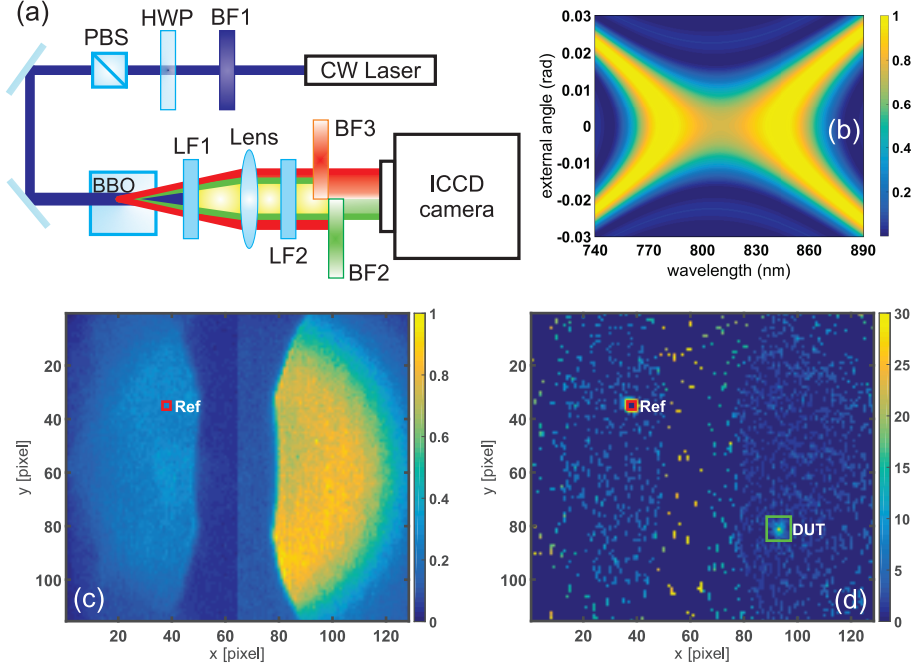 (a)
HWP BF1
PBS
CW Laser
LF1 Lens BF3
BBO
ICCD
camera
LF2
BF2
0.03
0.02
0.01
0
-0.01
-0.02
-0.03
external angle (rad)
740 770 800 830 860 890
wavelength (nm)
(b)
1
0.8
0.6
0.4
0.2
0
20
40
60
80
100
y [pixel]
Ref
(c)
20 40 60 80 100 120
x [pixel]
1
0.8
0.6
0.4
0.2
0
20
40
60
80
100
y [pixel]
Ref
DUT
(d)
20 40 60 80 100 120
x [pixel]
30
25
20
15
10
5
0